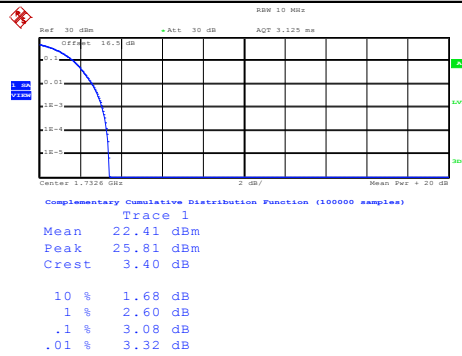 RBW 10 MHz
Ref 30 dBm *Att 30 dB AQT 3.125 ms
Offset 16.5 dB
0.1
A
0.01
1 SA
VIEW
1E-3
LVL
1E-4
1E-5
3DB
Center 1.7326 GHz 2 dB/ Mean Pwr + 20 dB
Complementary Cumulative Distribution Function (100000 samples)
Trace 1
Mean 22.41 dBm
Peak 25.81 dBm
Crest 3.40 dB
10 % 1.68 dB
1 % 2.60 dB
.1 % 3.08 dB
.01 % 3.32 dB